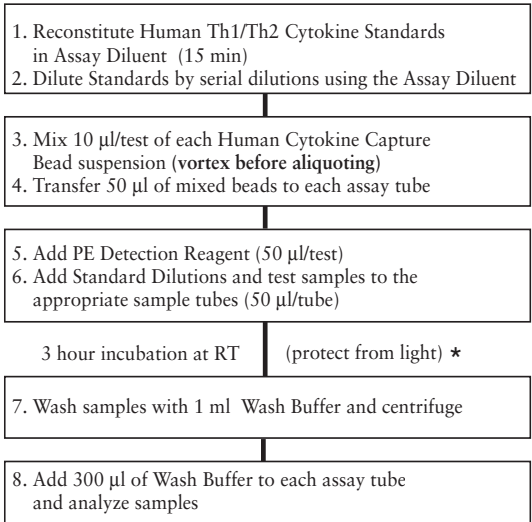 1. Reconstitute Human Th1/Th2 Cytokine Standards
in Assay Diluent (15 min)
2. Dilute Standards by serial dilutions using the Assay Diluent
3. Mix 10 µl/test of each Human Cytokine Capture
Bead suspension (vortex before aliquoting)
4. Transfer 50 µl of mixed beads to each assay tube
5. Add PE Detection Reagent (50 µl/test)
6. Add Standard Dilutions and test samples to the
appropriate sample tubes (50 µl/tube)
3 hour incubation at RT (protect from light) *
7. Wash samples with 1 ml Wash Buffer and centrifuge
8. Add 300 µl of Wash Buffer to each assay tube
and analyze samples